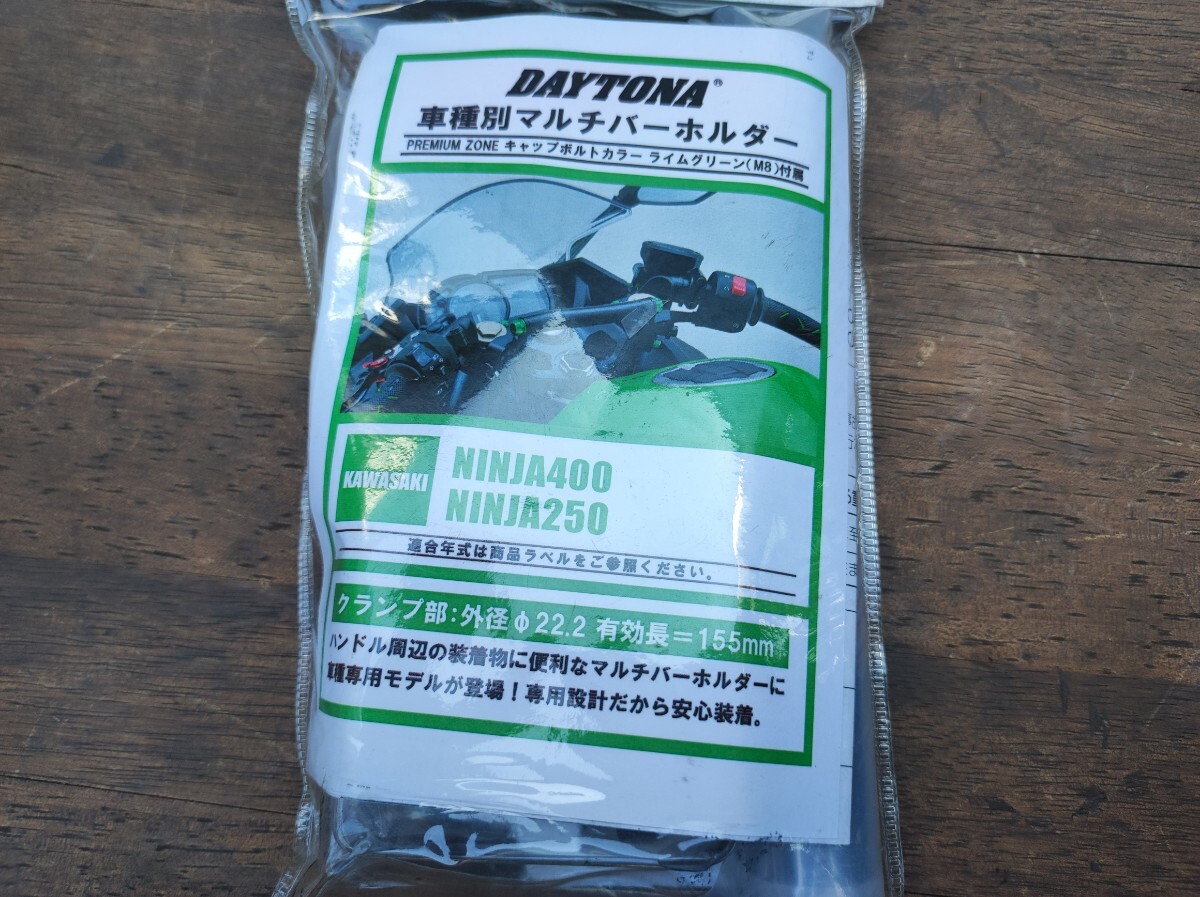 DAYTONA®
車種別マルチバーホルダー
PREMIUM ZONE キャップボルトカラー ライムグリーン(M8)付属
KAWASAKI
NINJA400
NINJA250
適合年式は商品ラベルをご参照ください。
クランプ部:外径φ22.2 有効長=155mm
ハンドル周辺の装着物に便利なマルチバーホルダーに
車種専用モデルが登場!専用設計だから安心装着。